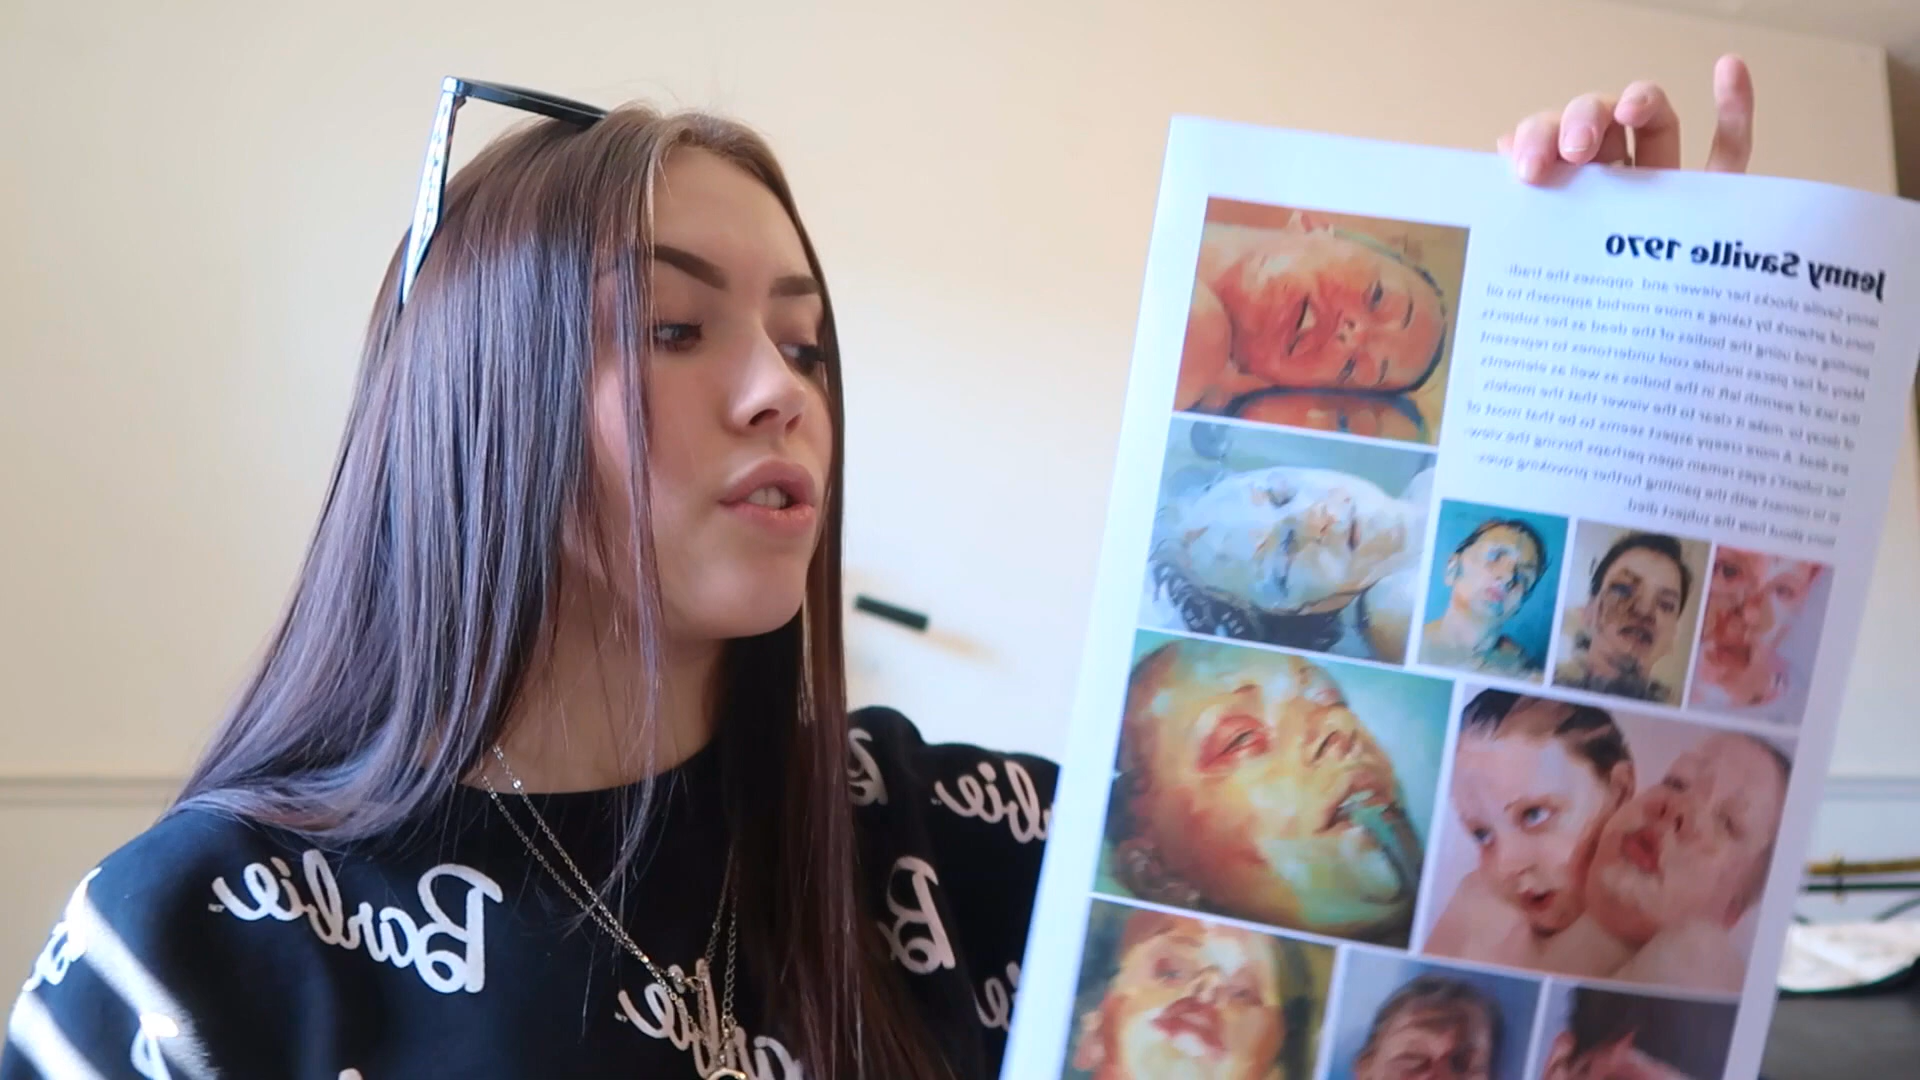 Jenny Saville 1970
Jenny Saville shocks her viewer and opposes the tradi-
tions of artwork by taking a more morbid approach to oil
painting and using the bodies of the dead as her subjects
Many of her pieces include cool undertones to represent
the lack of warmth left in the bodies as well as elements
of decay to make it clear to the viewer that the models
are dead. A more creepy aspect seems to be that most of
her subject's eyes remain open perhaps forcing the view-
er to connect with the painting further provoking ques-
tions about how the subject died.
Barbie
Barbie
Barbie